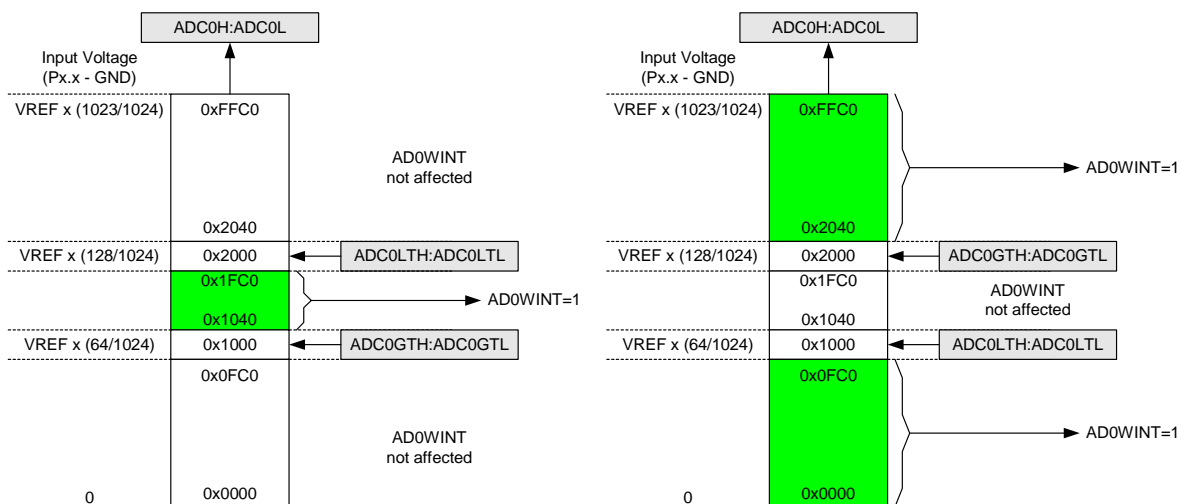 ADC0H:ADC0L
Input Voltage
(Px.x - GND)
VREF x (1023/1024)
0xFFC0
AD0WINT
not affected
0x2040
VREF x (128/1024)
0x2000
ADC0LTH:ADC0LTL
0x1FC0
AD0WINT=1
0x1040
VREF x (64/1024)
0x1000
ADC0GTH:ADC0GTL
0x0FC0
AD0WINT
not affected
0
0x0000
ADC0H:ADC0L
Input Voltage
(Px.x - GND)
VREF x (1023/1024)
0xFFC0
AD0WINT=1
0x2040
VREF x (128/1024)
0x2000
ADC0GTH:ADC0GTL
0x1FC0
AD0WINT
not affected
0x1040
VREF x (64/1024)
0x1000
ADC0LTH:ADC0LTL
0x0FC0
AD0WINT=1
0
0x0000